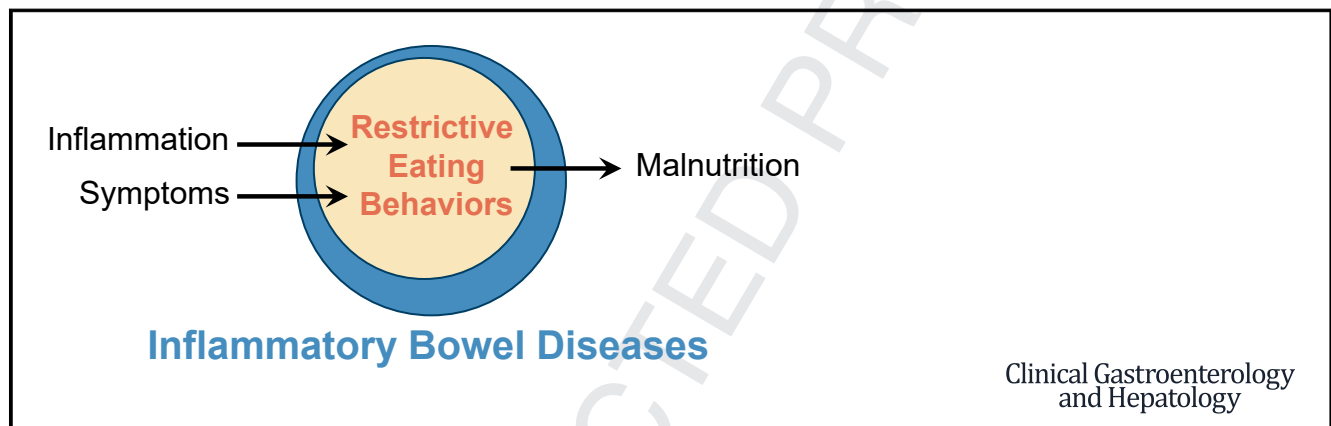 Inflammation
Symptoms
Restrictive
Eating
Behaviors
Malnutrition
Inflammatory Bowel Diseases
Clinical Gastroenterology
and Hepatology